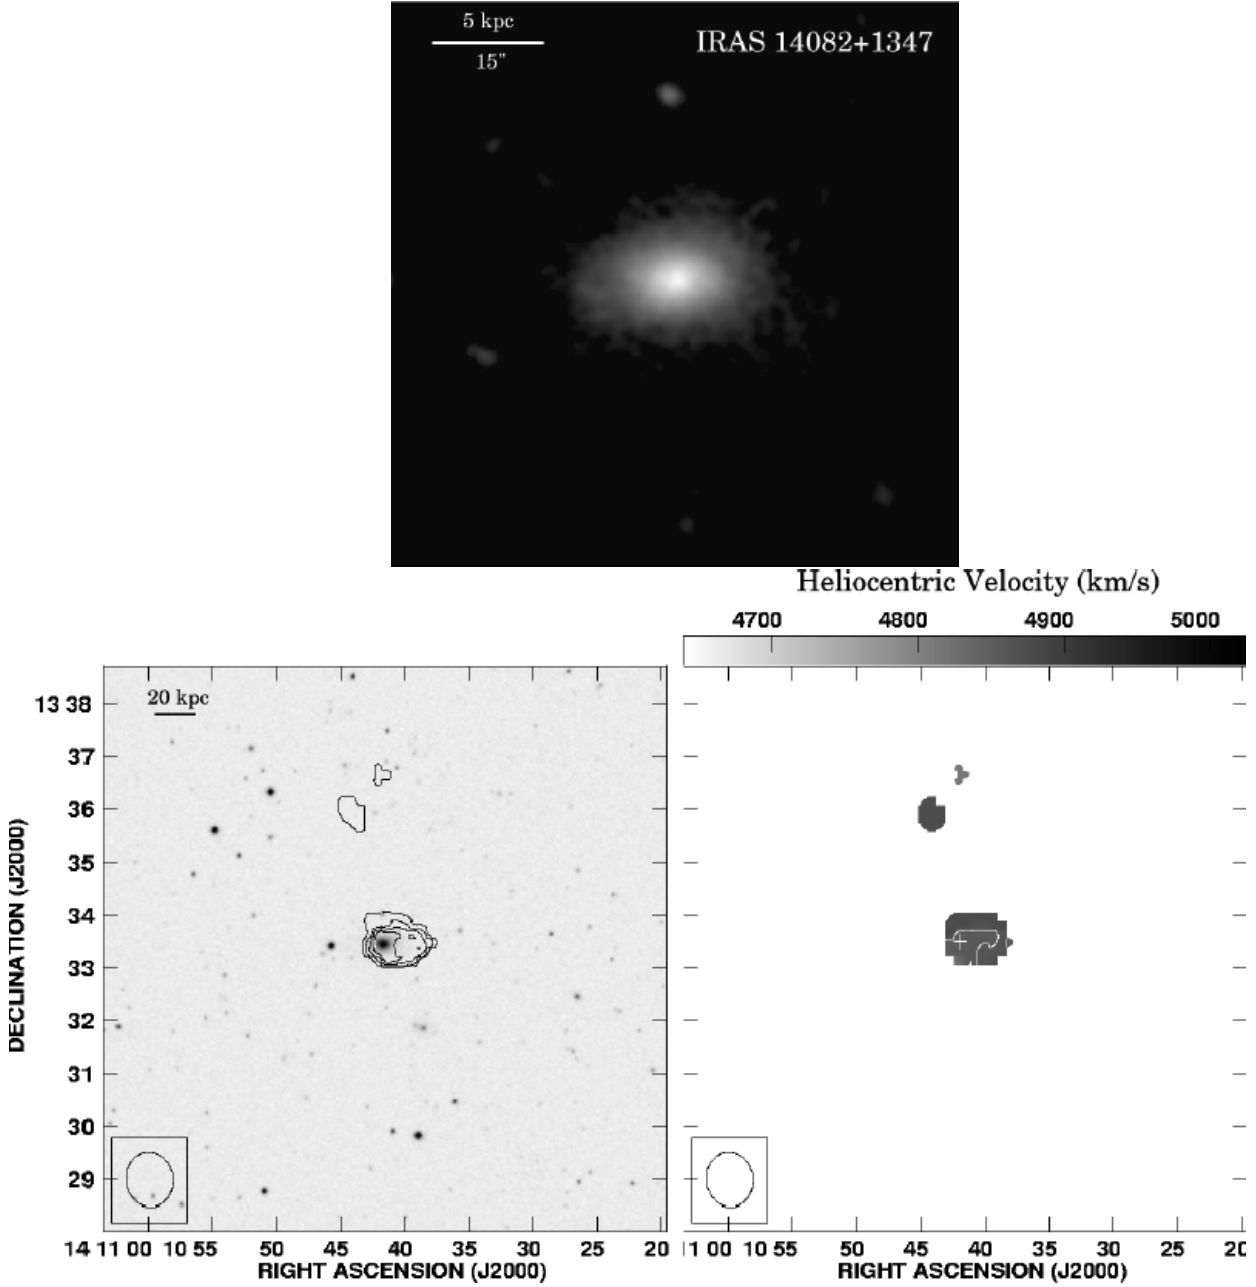 5 kpc
15"
IRAS 14082+1347
Heliocentric Velocity (km/s)
4700 4800 4900 5000
20 kpc
13 38
37
36
35
34
33
32
31
30
29
DECLINATION (J2000)
14 11 00 10 55 50 45 40 35 30 25 20
RIGHT ASCENSION (J2000)
11 00 10 55 50 45 40 35 30 25 20
RIGHT ASCENSION (J2000)